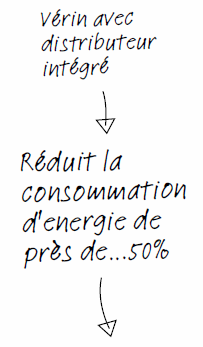 Vérin avec
distributeur
intégré
Réduit la
consommation
d'energie de
près de...50%